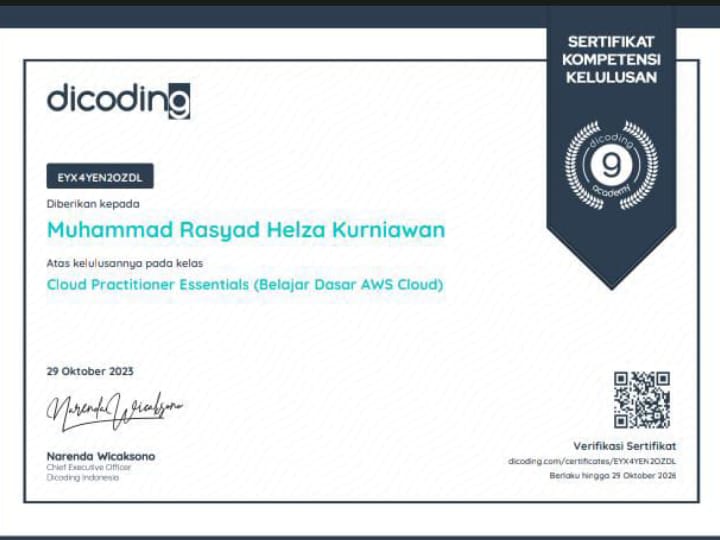 SERTIFIKAT
KOMPETENSI
KELULUSAN
dicoding
dicoding
9
academy
EYX4YEN2OZDL
Diberikan kepada
Muhammad Rasyad Helza Kurniawan
Atas kelulusannya pada kelas
Cloud Practitioner Essentials (Belajar Dasar AWS Cloud)
29 Oktober 2023
Narenda Wicaksono
Narenda Wicaksono
Chief Executive Officer
Dicoding Indonesia
Verifikasi Sertifikat
dicoding.com/certificates/EYX4YEN2OZDL
Berlaku hingga 29 Oktober 2026